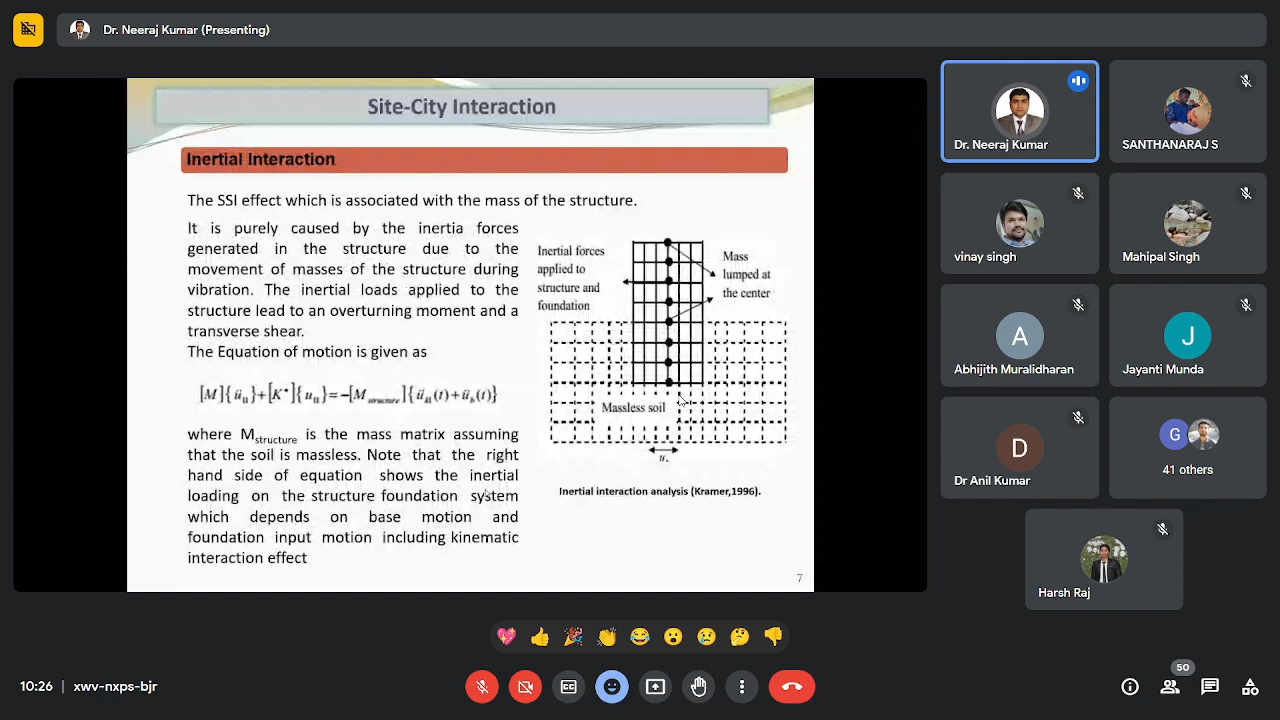 Dr. Neeraj Kumar (Presenting)
Site-City Interaction
Inertial Interaction
The SSI effect which is associated with the mass of the structure.
It is purely caused by the inertia forces
generated in the structure due to the
movement of masses of the structure during
vibration. The inertial loads applied to the
structure lead to an overturning moment and a
transverse shear.
The Equation of motion is given as
[M]{ü_II}+[K*]{u_II}=-[M_structure]{ü_KI(t)+ü_b(t)}
where M_structure is the mass matrix assuming
that the soil is massless. Note that the right
hand side of equation shows the inertial
loading on the structure foundation system
which depends on base motion and
foundation input motion including kinematic
interaction effect
Inertial forces
applied to
structure and
foundation
Mass
lumped at
the center
Massless soil
Inertial interaction analysis (Kramer,1996).
7
Dr. Neeraj Kumar
SANTHANARAJ S
vinay singh
Mahipal Singh
A
Abhijith Muralidharan
J
Jayanti Munda
D
Dr Anil Kumar
G
41 others
Harsh Raj
10:26 | xwv-nxps-bjr
50